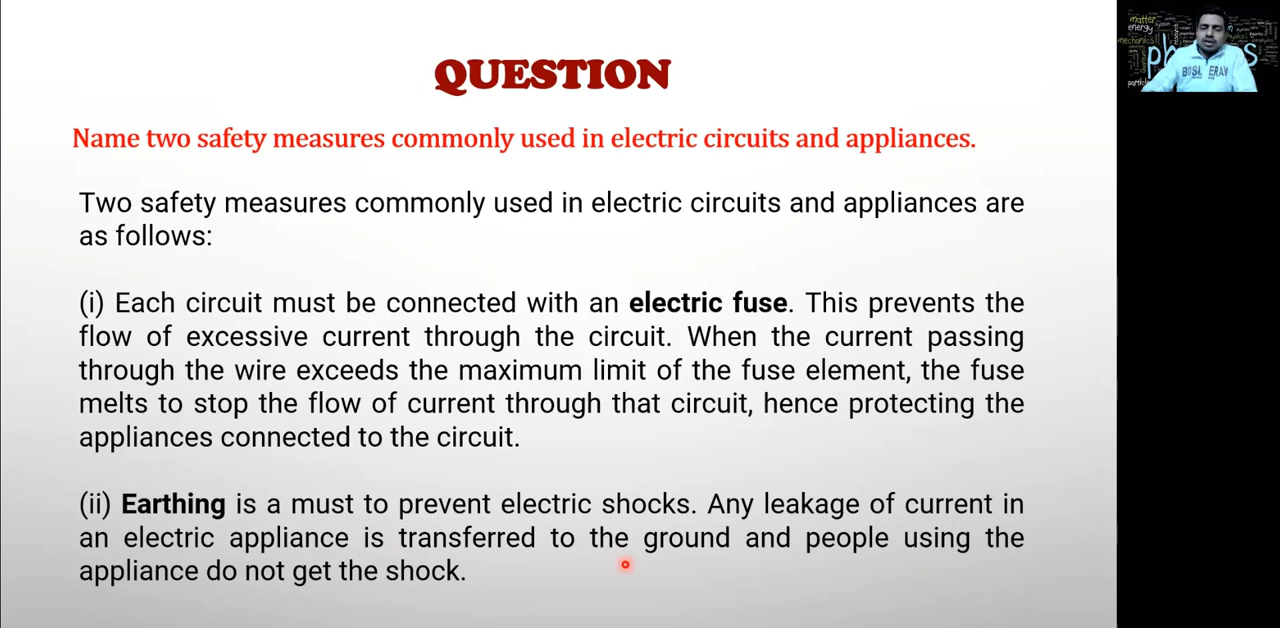 QUESTION
Name two safety measures commonly used in electric circuits and appliances.
Two safety measures commonly used in electric circuits and appliances are
as follows:
(i) Each circuit must be connected with an electric fuse. This prevents the
flow of excessive current through the circuit. When the current passing
through the wire exceeds the maximum limit of the fuse element, the fuse
melts to stop the flow of current through that circuit, hence protecting the
appliances connected to the circuit.
(ii) Earthing is a must to prevent electric shocks. Any leakage of current in
an electric appliance is transferred to the ground and people using the
appliance do not get the shock.
matter
energy
mechanics